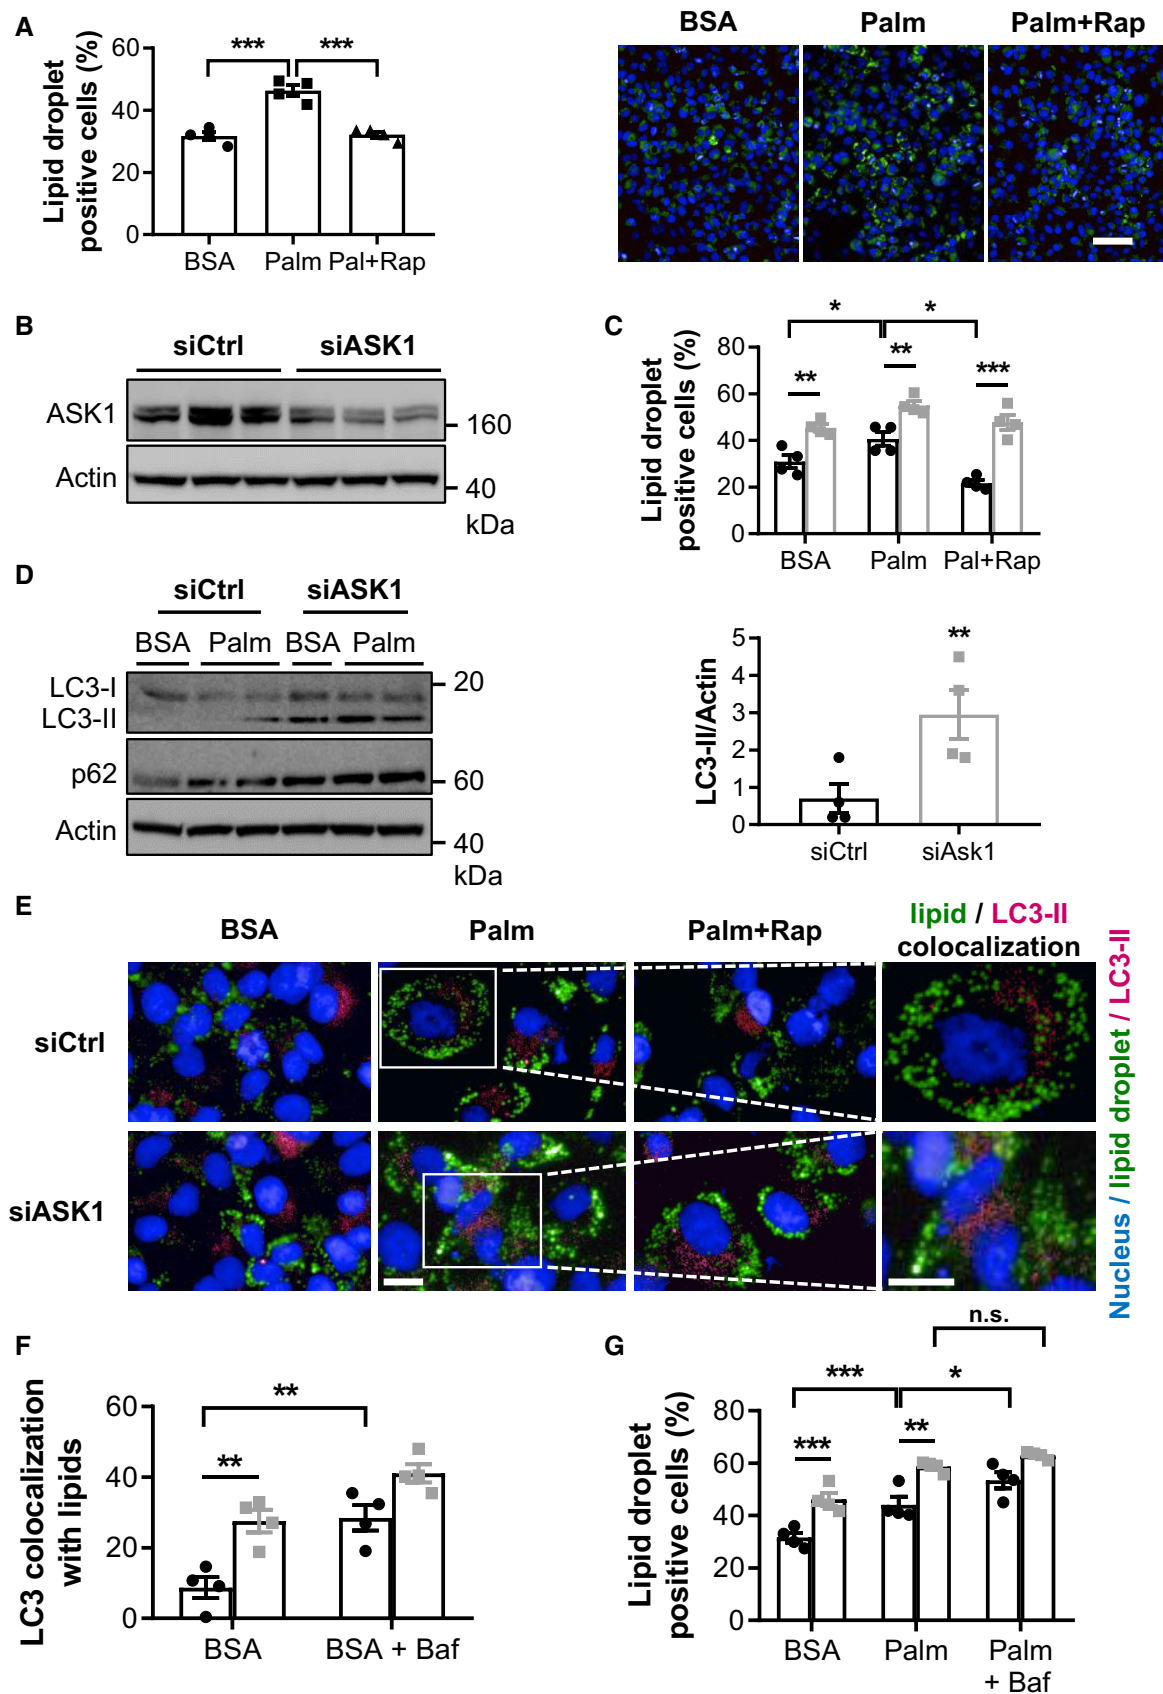 A
Lipid droplet
positive cells (%)
60
40
20
0
***
***
BSA
Palm
Pal+Rap
BSA
Palm
Palm+Rap
B
siCtrl
siASK1
ASK1
160
Actin
40
kDa
C
Lipid droplet
positive cells (%)
80
60
40
20
0
*
*
**
**
***
BSA
Palm
Pal+Rap
D
siCtrl
siASK1
BSA
Palm
BSA
Palm
LC3-I
LC3-II
20
p62
60
Actin
40
kDa
LC3-II/Actin
5
4
3
2
1
0
**
siCtrl
siAsk1
E
BSA
Palm
Palm+Rap
lipid / LC3-II
colocalization
siCtrl
siASK1
Nucleus / lipid droplet / LC3-II
F
LC3 colocalization
with lipids
60
40
20
0
**
**
BSA
BSA + Baf
G
Lipid droplet
positive cells (%)
80
60
40
20
0
n.s.
***
*
***
**
BSA
Palm
Palm
+ Baf